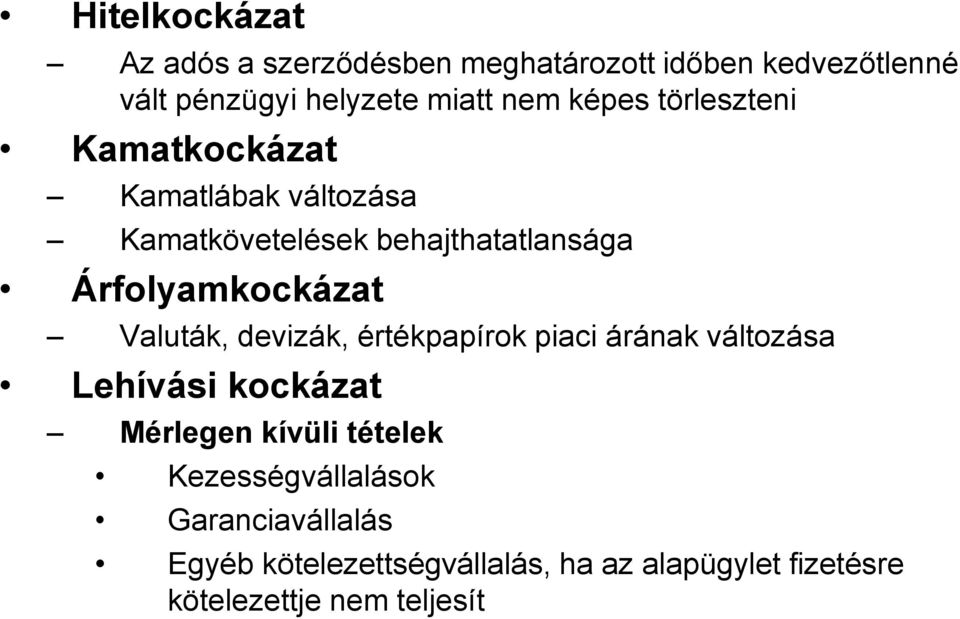 • Hitelkockázat
– Az adós a szerződésben meghatározott időben kedvezőtlenné
vált pénzügyi helyzete miatt nem képes törleszteni
• Kamatkockázat
– Kamatlábak változása
– Kamatkövetelések behajthatatlansága
• Árfolyamkockázat
– Valuták, devizák, értékpapírok piaci árának változása
• Lehívási kockázat
– Mérlegen kívüli tételek
• Kezességvállalások
• Garanciavállalás
• Egyéb kötelezettségvállalás, ha az alapügylet fizetésre
kötelezettje nem teljesít